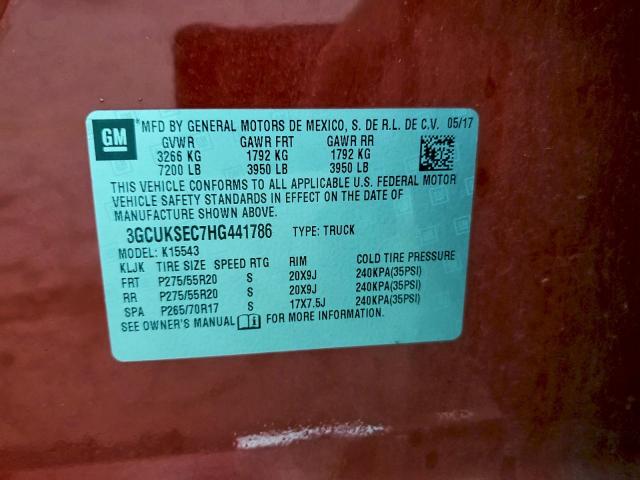 GM
*MFD BY GENERAL MOTORS DE MEXICO, S. DE R.L. DE C.V. 05/17
GVWR GAWR FRT GAWR RR
3266 KG 1792 KG 1792 KG
7200 LB 3950 LB 3950 LB
THIS VEHICLE CONFORMS TO ALL APPLICABLE U.S. FEDERAL MOTOR
VEHICLE SAFETY STANDARDS IN EFFECT ON THE DATE OF
MANUFACTURE SHOWN ABOVE.
3GCUKSEC7HG441786 TYPE: TRUCK
MODEL: K15543
KLJK TIRE SIZE SPEED RTG RIM COLD TIRE PRESSURE
FRT P275/55R20 S 20X9J 240KPA(35PSI)
RR P275/55R20 S 20X9J 240KPA(35PSI)
SPA P265/70R17 S 17X7.5J 240KPA(35PSI)
SEE OWNER'S MANUAL FOR MORE INFORMATION.